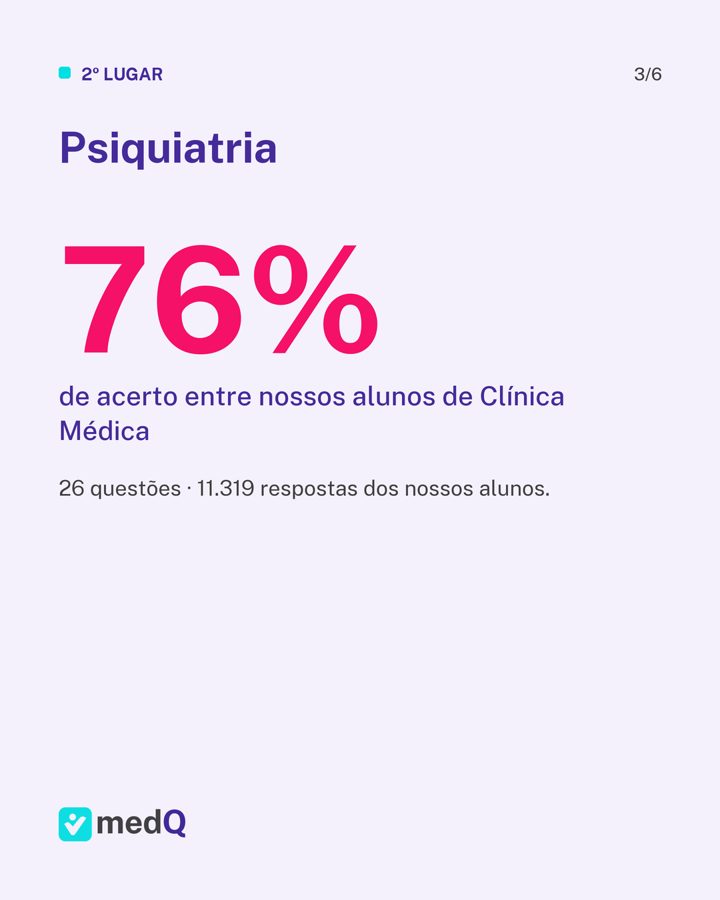 2º LUGAR
3/6
Psiquiatria
76%
de acerto entre nossos alunos de Clínica
Médica
26 questões · 11.319 respostas dos nossos alunos.
medQ